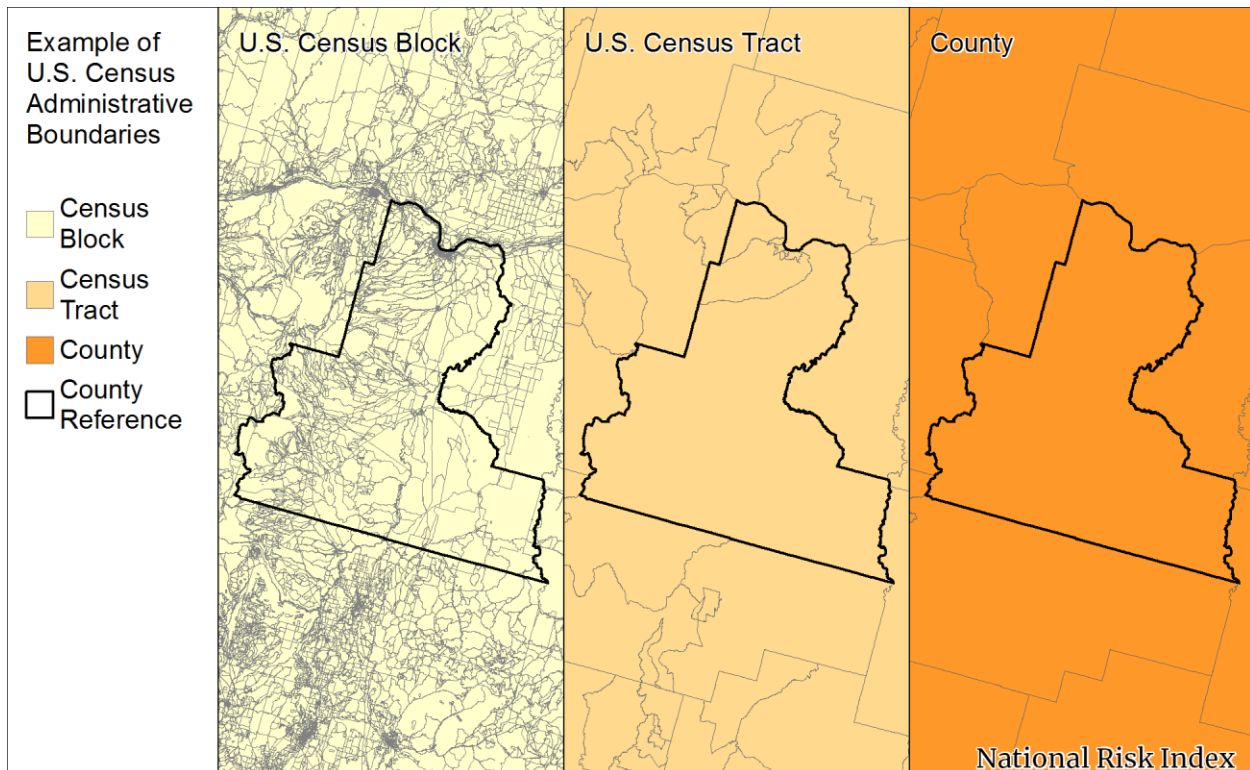 Example of
U.S. Census
Administrative
Boundaries
Census
Block
Census
Tract
County
County
Reference
U.S. Census Block
U.S. Census Tract
County
National Risk Index